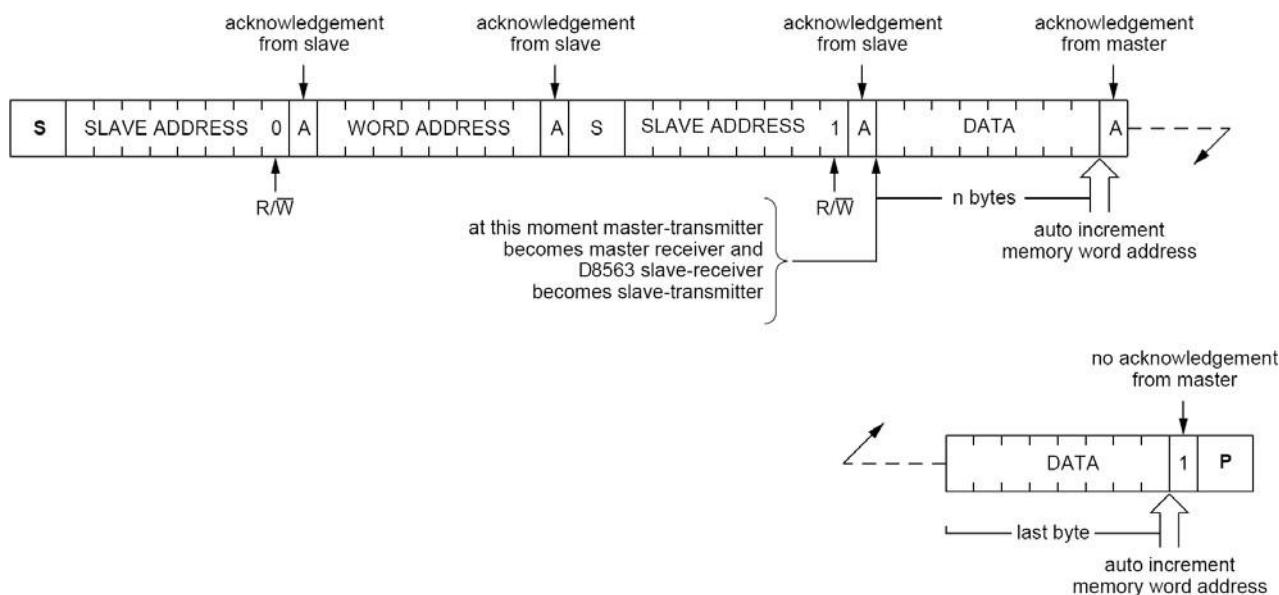 acknowledgement from slave
acknowledgement from slave
acknowledgement from slave
acknowledgement from master
S SLAVE ADDRESS 0 A WORD ADDRESS A S SLAVE ADDRESS 1 A DATA A
R/W̅
R/W̅
n bytes
auto increment
memory word address
at this moment master-transmitter
becomes master receiver and
D8563 slave-receiver
becomes slave-transmitter
no acknowledgement
from master
DATA 1 P
last byte
auto increment
memory word address